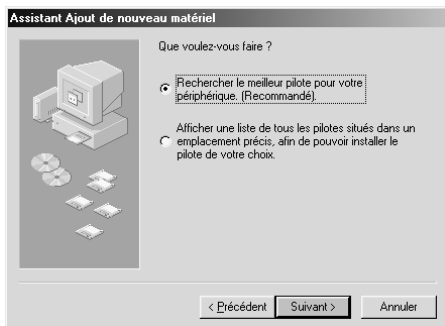 Assistant Ajout de nouveau matériel
Que voulez-vous faire ?
Rechercher le meilleur pilote pour votre
périphérique. (Recommandé).
Afficher une liste de tous les pilotes situés dans un
emplacement précis, afin de pouvoir installer le
pilote de votre choix.
< Précédent
Suivant >
Annuler